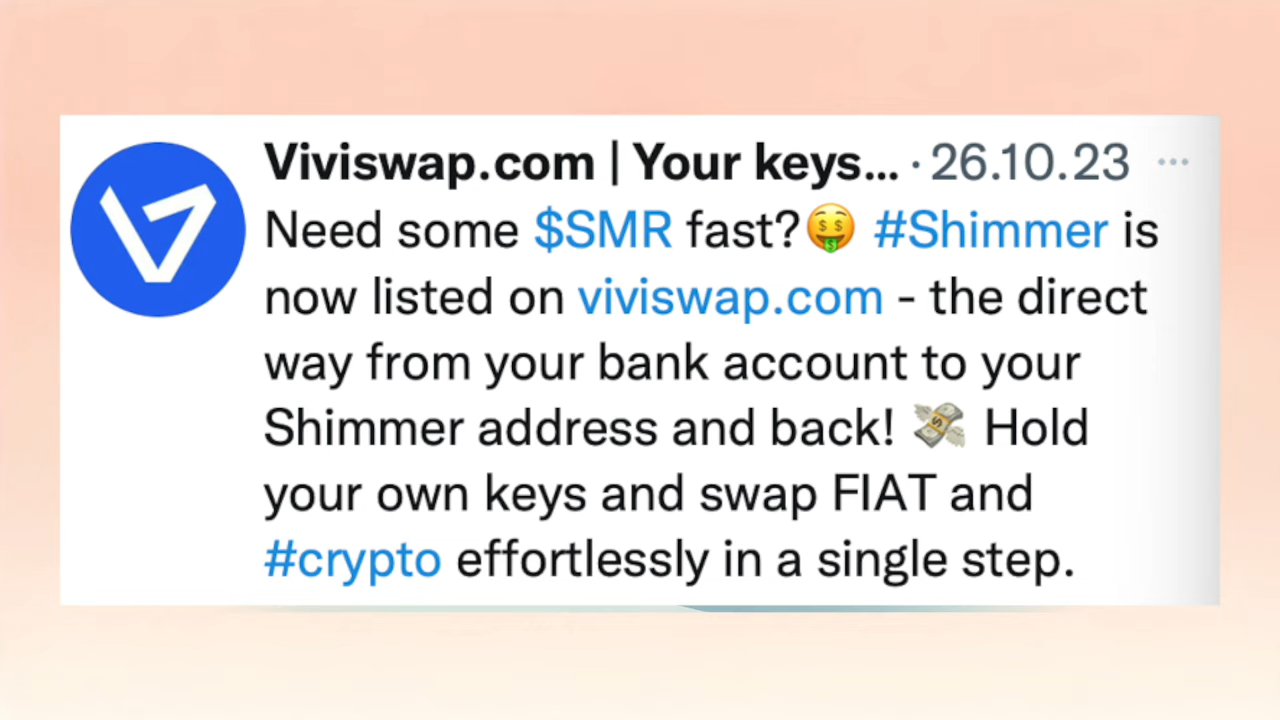 Viviswap.com | Your keys... · 26.10.23 ...
Need some $SMR fast?🤑 #Shimmer is
now listed on viviswap.com - the direct
way from your bank account to your
Shimmer address and back! 💸 Hold
your own keys and swap FIAT and
#crypto effortlessly in a single step.